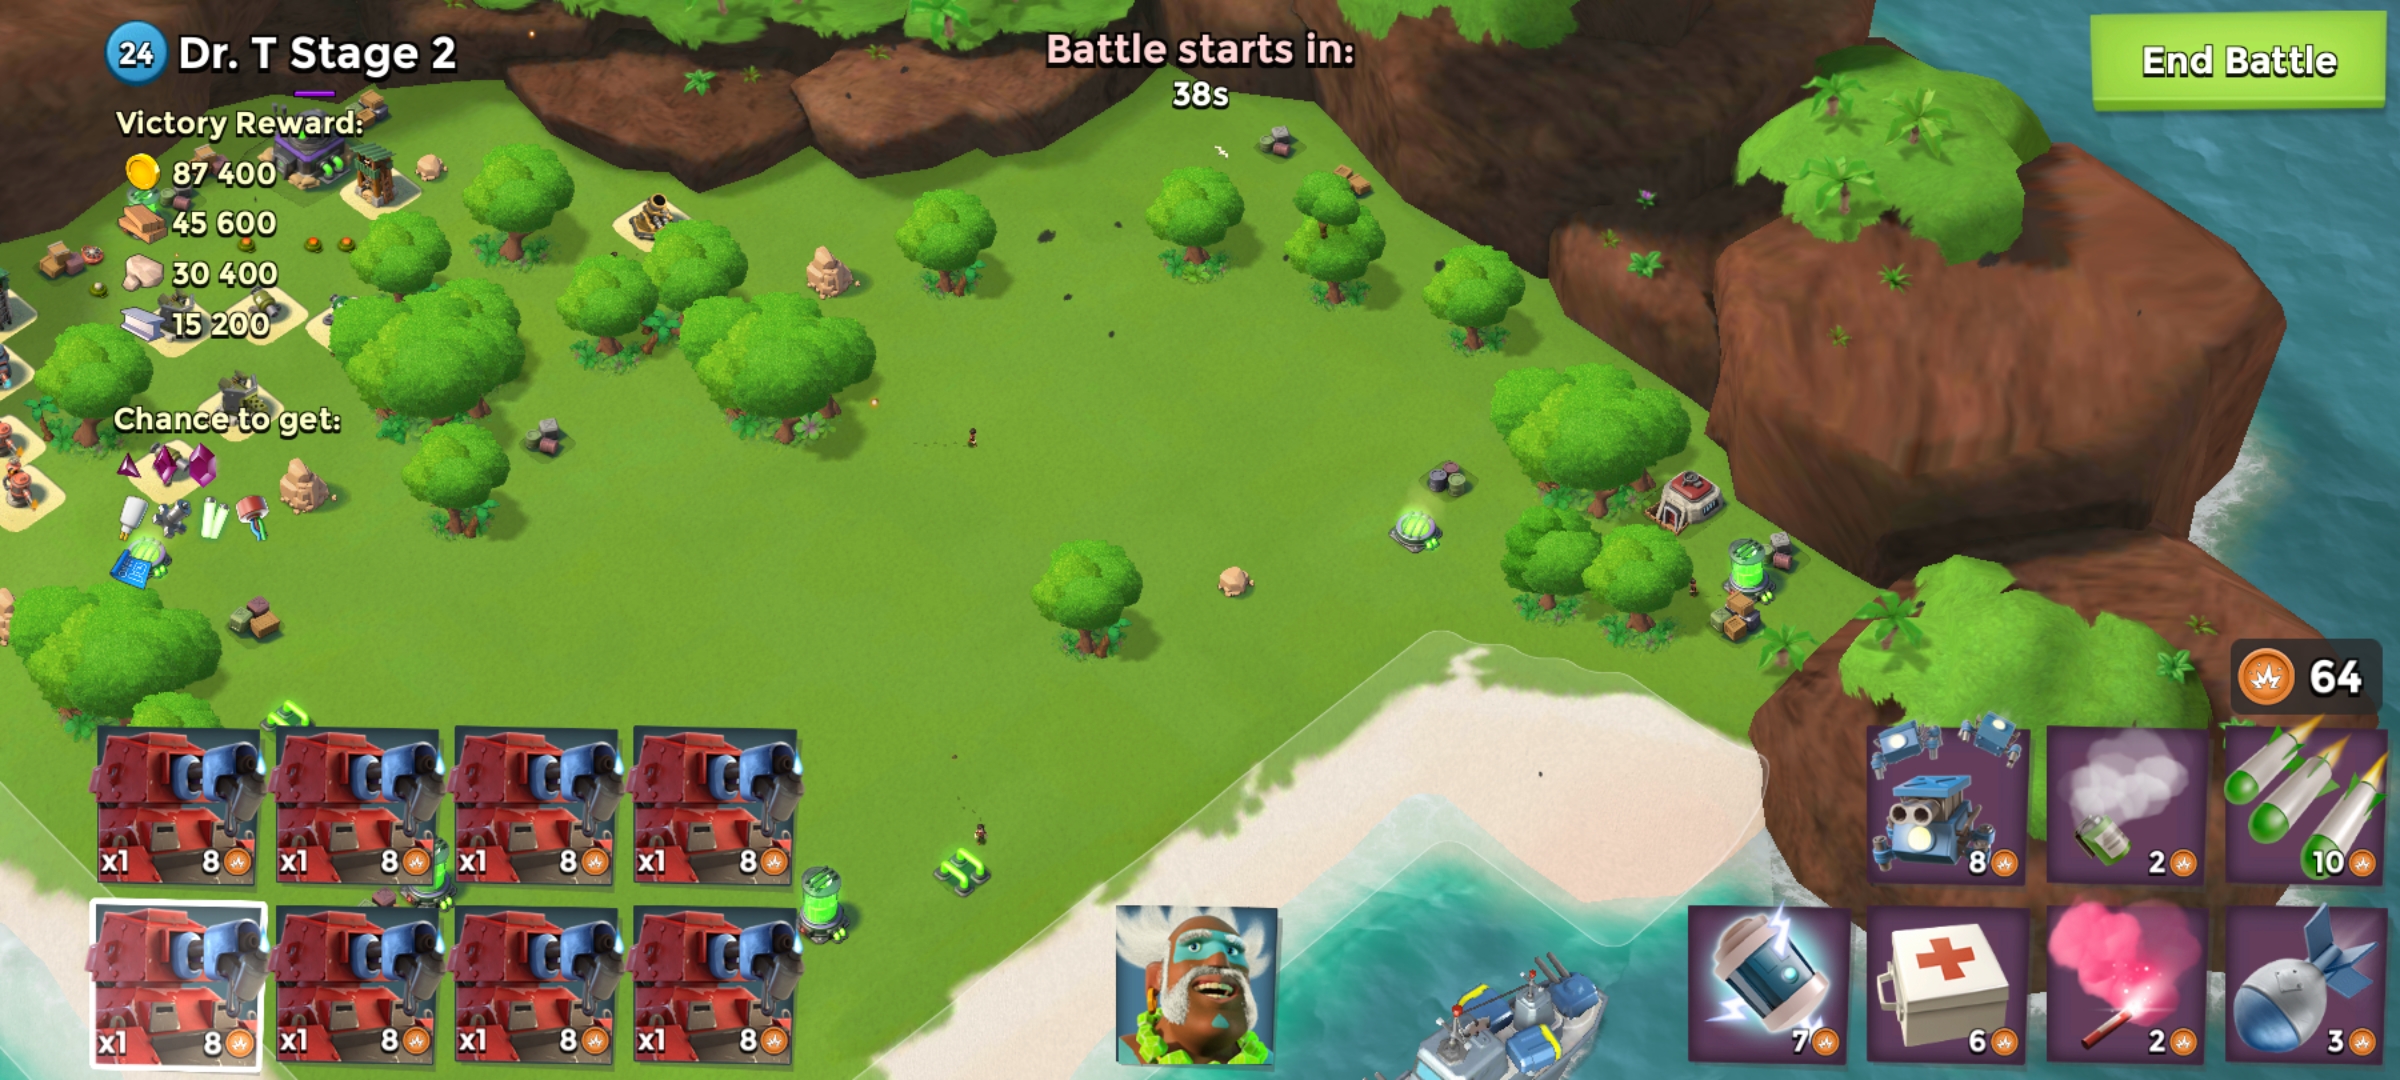 24 Dr. T Stage 2
Battle starts in:
38s
End Battle
Victory Reward:
87 400
45 600
30 400
15 200
Chance to get:
64
x1 8
x1 8
x1 8
x1 8
8
2
10
x1 8
x1 8
x1 8
x1 8
7
6
2
3